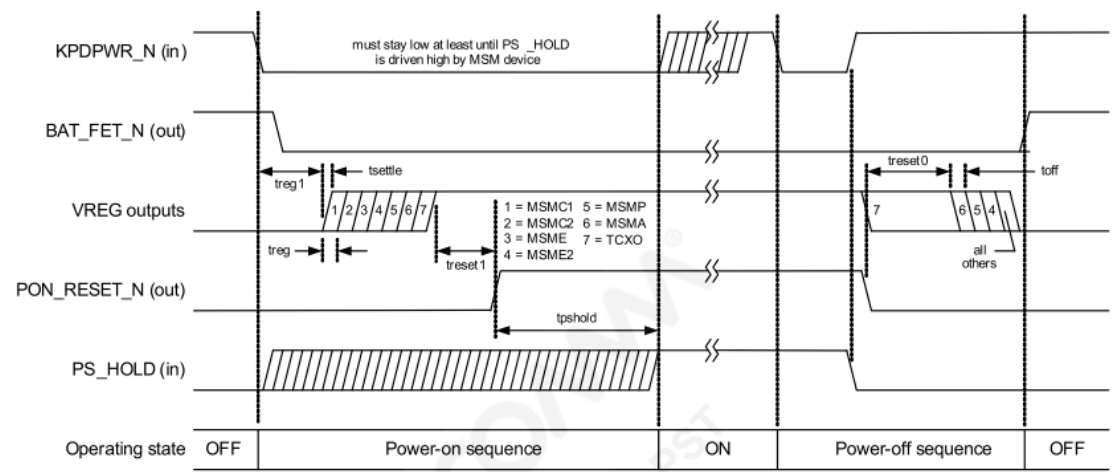 KPDPWR_N (in)
must stay low at least until PS _HOLD
is driven high by MSM device
BAT_FET_N (out)
treg1
tsettle
treset0
toff
VREG outputs
1 2 3 4 5 6 7
1 = MSMC1 5 = MSMP
2 = MSMC2 6 = MSMA
3 = MSME 7 = TCXO
4 = MSME2
7
6 5 4
treg
treset1
all
others
PON_RESET_N (out)
tpshold
PS_HOLD (in)
Operating state OFF Power-on sequence ON Power-off sequence OFF